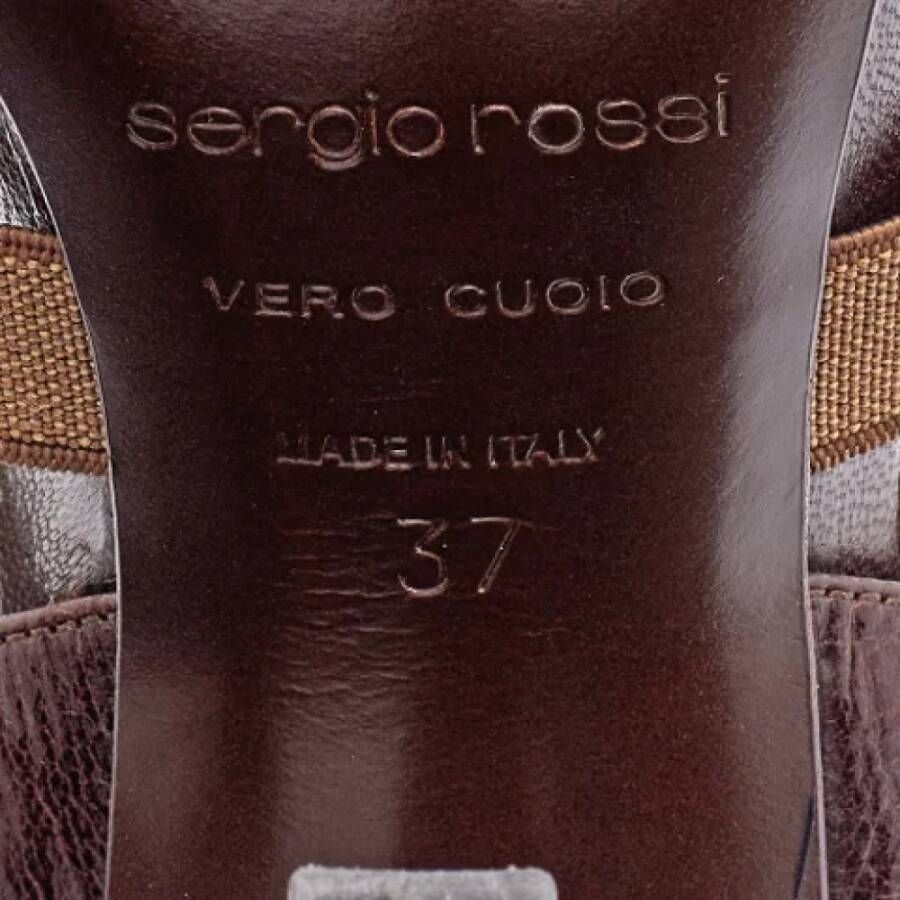 sergio rossi
VERO CUOIO
MADE IN ITALY
37